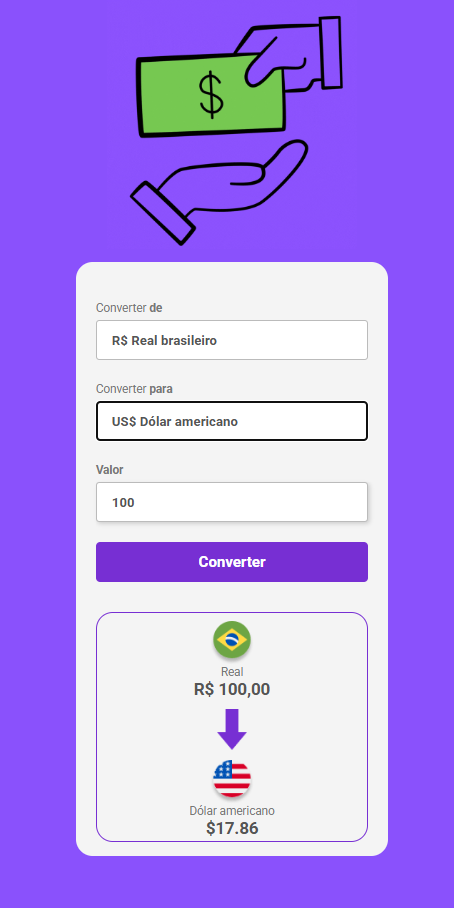 $
Converter de
R$ Real brasileiro
Converter para
US$ Dólar americano
Valor
100
Converter
Real
R$ 100,00
Dólar americano
$17.86